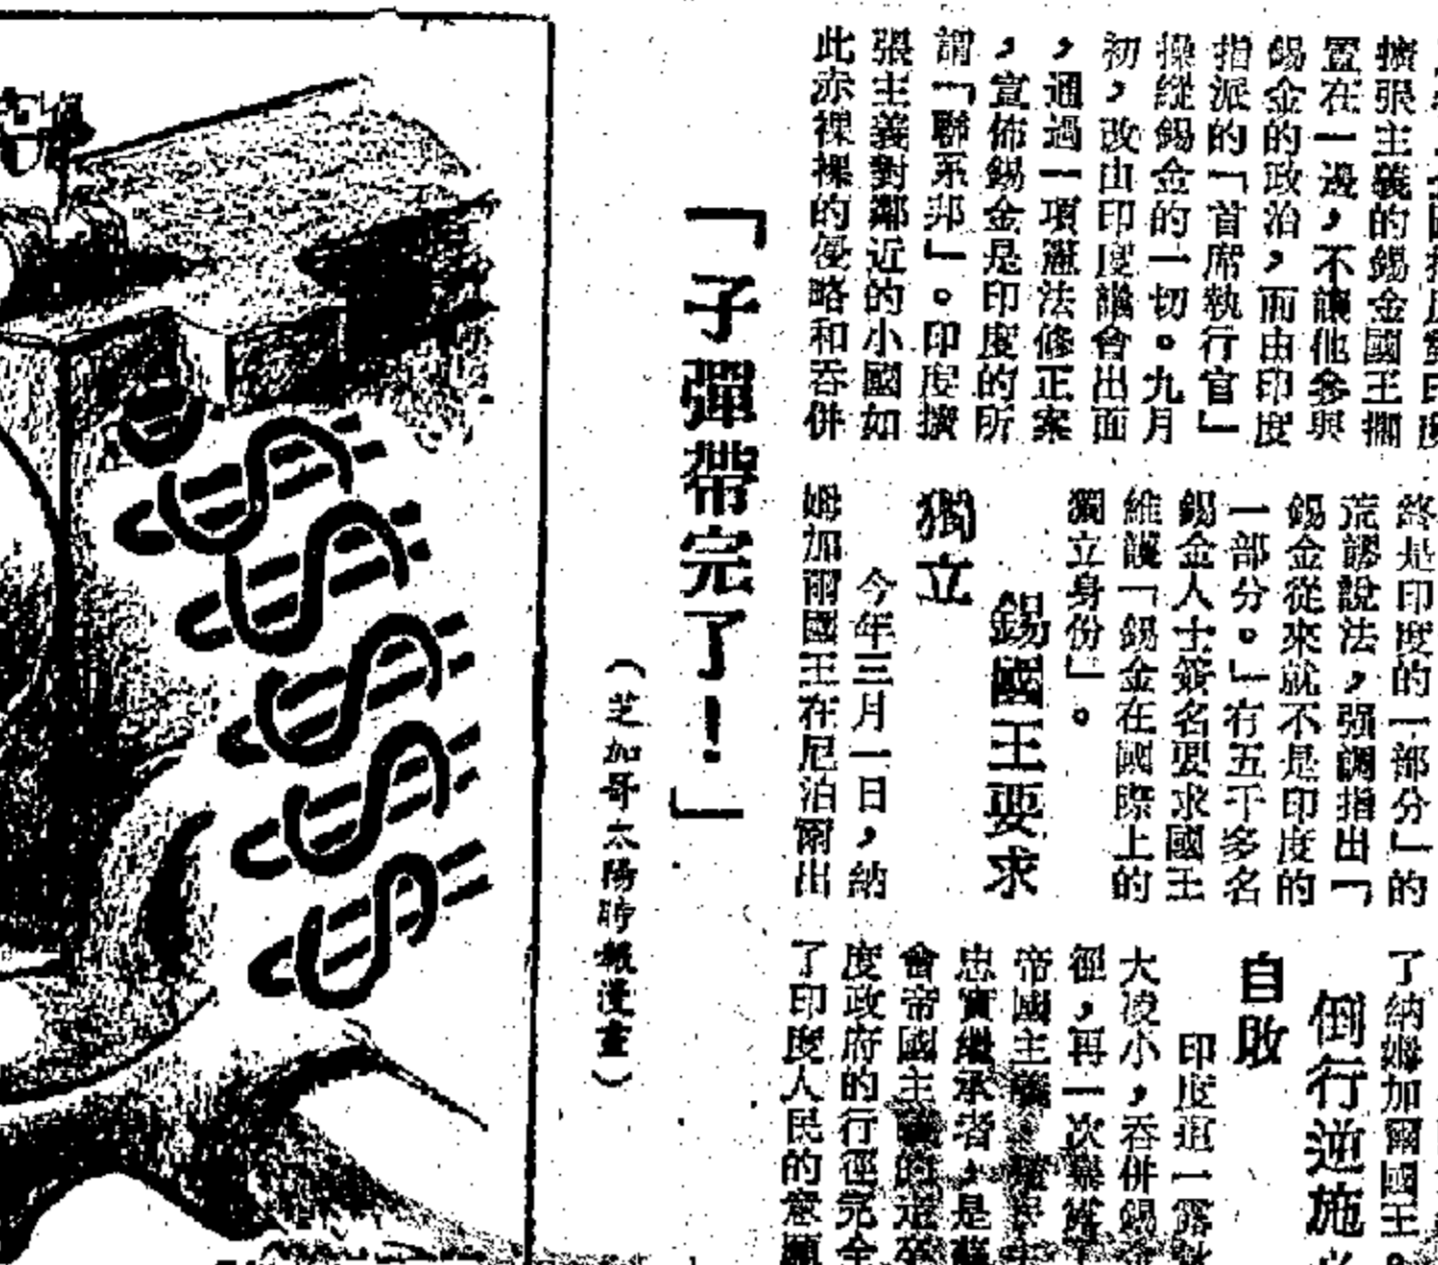 擴張主義的錫金國王擱
置在一邊，不讓他參與
錫金的政治，而由印度
指派的「首席執行官」
操縱錫金的一切。九月
初，改由印度議會出面
，通過一項憲法修正案
，宣佈錫金是印度的所
謂「聯系邦」。印度擴
張主義對鄰近的小國如
此赤裸裸的侵略和吞併
終是印度的一部分」的
荒謬說法，强調指出「
錫金從來就不是印度的
一部分。」有五千多名
錫金人士簽名要求國王
維護「錫金在國際上的
獨立身份」。
錫國王要求
獨立
今年三月一日，納
姆加爾國王在尼泊爾出
了納姆加爾國王。
倒行逆施
自敗
印度這一露
大凌小，吞併錫
徑，再一次暴露
帝國主義
忠實繼承者，是
會帝國主義的
度政府的行徑完全
了印度人民的意願
「子彈帶完了！」
（芝加哥太陽時報漫畫）